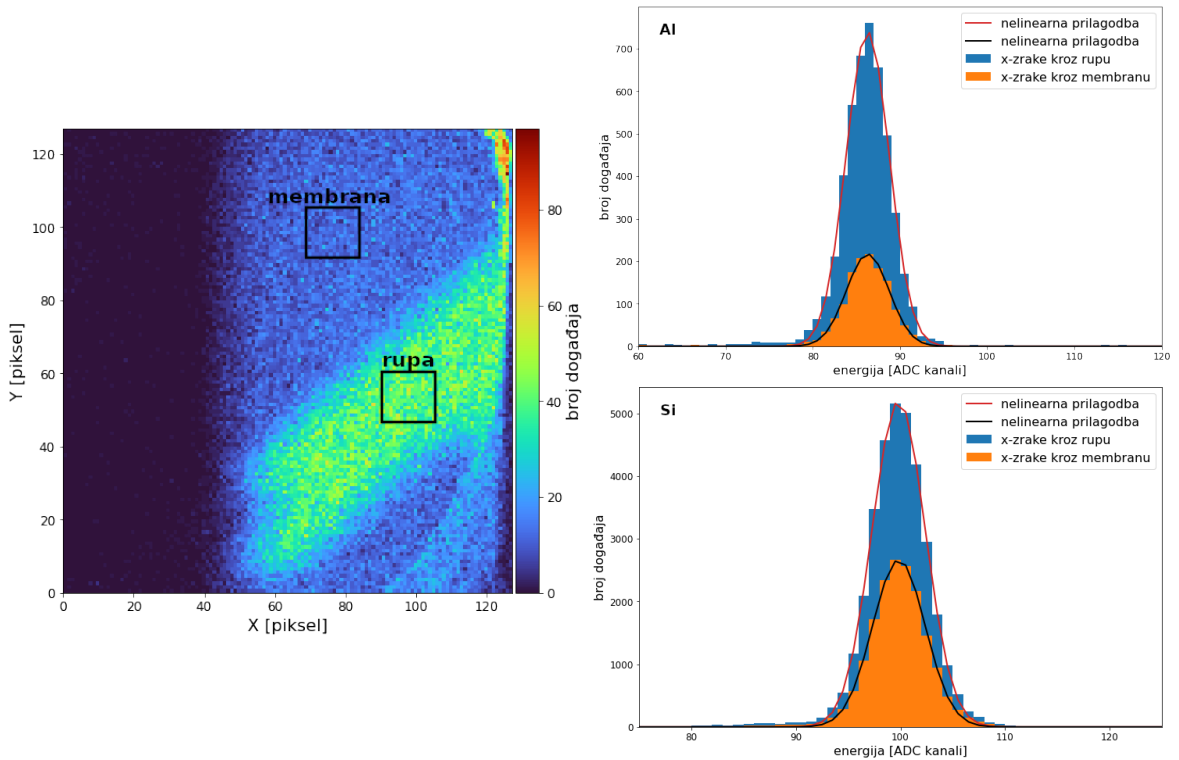 membrana
rupa
120
100
80
60
40
20
0
0
20
40
60
80
100
120
X [piksel]
Y [piksel]
80
60
40
20
0
broj događaja
Al
nelinearna prilagodba
nelinearna prilagodba
x-zrake kroz rupu
x-zrake kroz membranu
700
600
500
400
300
200
100
0
broj događaja
60
70
80
90
100
110
120
energija [ADC kanali]
Si
nelinearna prilagodba
nelinearna prilagodba
x-zrake kroz rupu
x-zrake kroz membranu
5000
4000
3000
2000
1000
0
broj događaja
80
90
100
110
120
energija [ADC kanali]